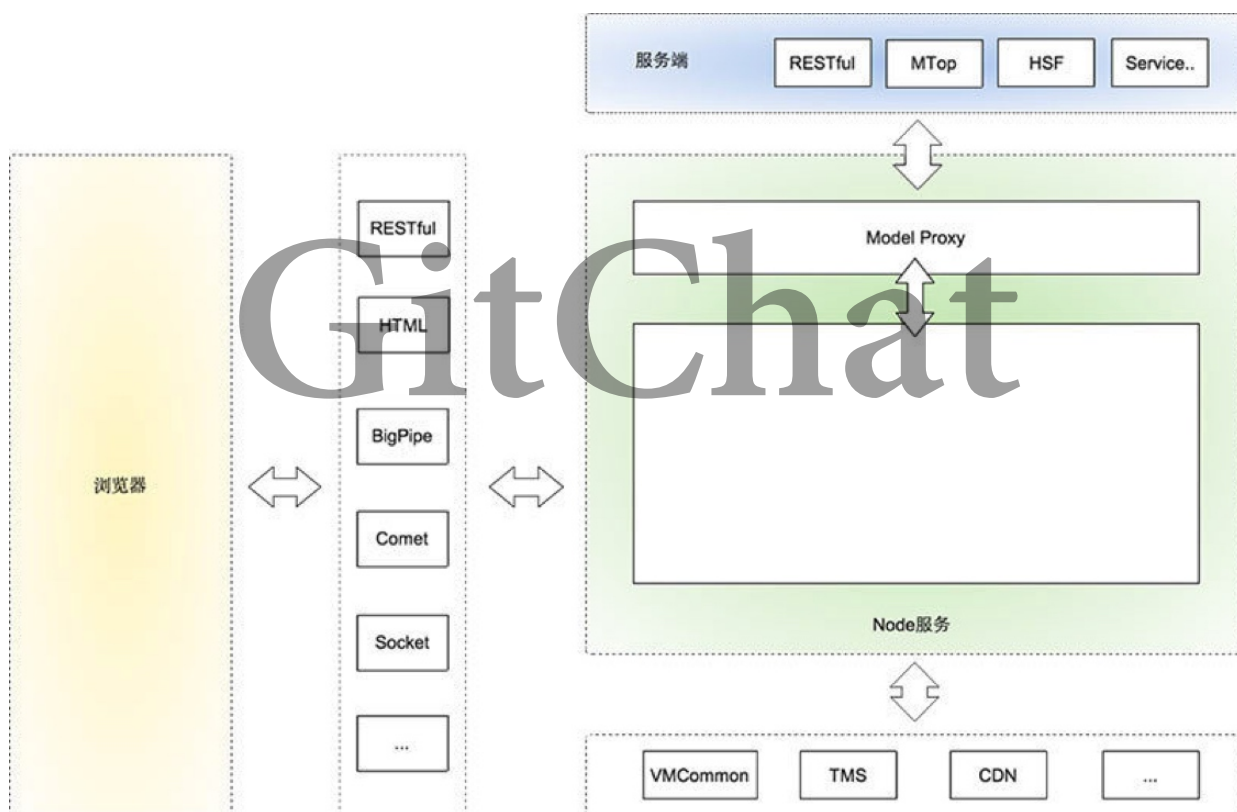 服务端
RESTful
MTop
HSF
Service..
Model Proxy
Node服务
浏览器
RESTful
HTML
BigPipe
Comet
Socket
...
VMCommon
TMS
CDN
...
GitChat